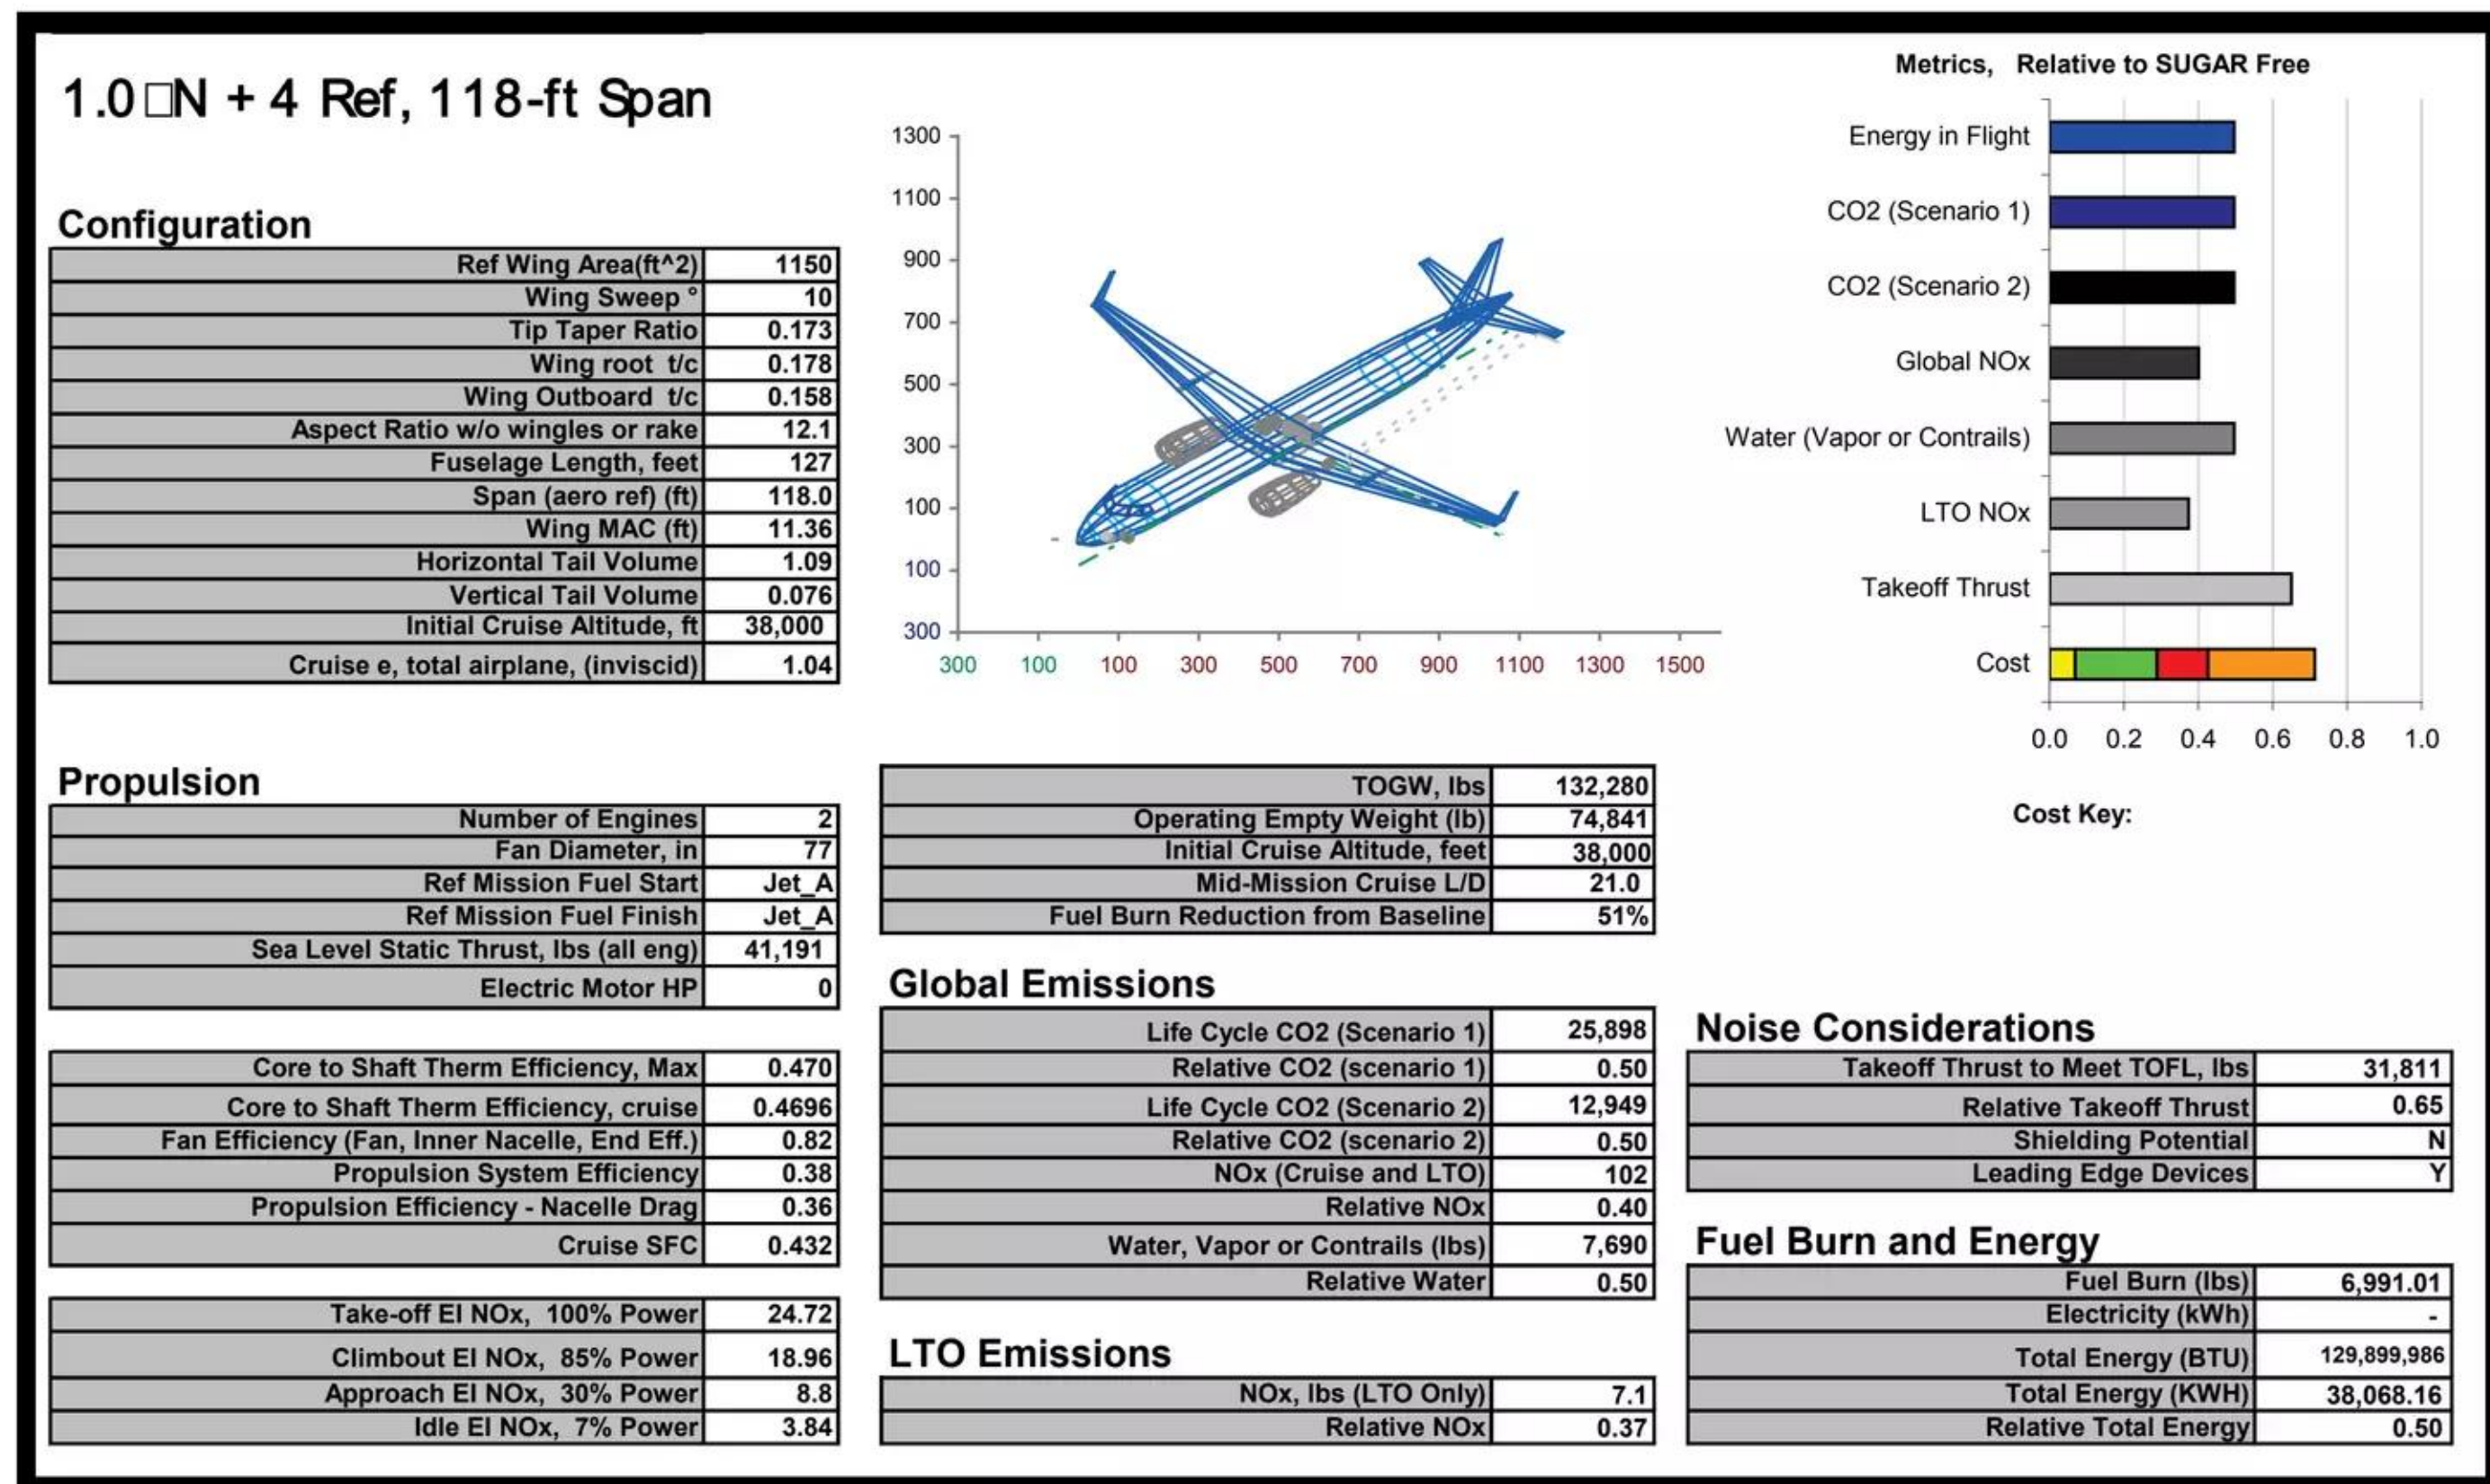 1.0□N + 4 Ref, 118-ft Span
Configuration
Ref Wing Area(ft^2) 1150
Wing Sweep ° 10
Tip Taper Ratio 0.173
Wing root t/c 0.178
Wing Outboard t/c 0.158
Aspect Ratio w/o wingles or rake 12.1
Fuselage Length, feet 127
Span (aero ref) (ft) 118.0
Wing MAC (ft) 11.36
Horizontal Tail Volume 1.09
Vertical Tail Volume 0.076
Initial Cruise Altitude, ft 38,000
Cruise e, total airplane, (inviscid) 1.04
1300
1100
900
700
500
300
100
100
300
300 100 100 300 500 700 900 1100 1300 1500
Metrics, Relative to SUGAR Free
Energy in Flight
CO2 (Scenario 1)
CO2 (Scenario 2)
Global NOx
Water (Vapor or Contrails)
LTO NOx
Takeoff Thrust
Cost
0.0 0.2 0.4 0.6 0.8 1.0
Cost Key:
Propulsion
Number of Engines 2
Fan Diameter, in 77
Ref Mission Fuel Start Jet_A
Ref Mission Fuel Finish Jet_A
Sea Level Static Thrust, lbs (all eng) 41,191
Electric Motor HP 0
Core to Shaft Therm Efficiency, Max 0.470
Core to Shaft Therm Efficiency, cruise 0.4696
Fan Efficiency (Fan, Inner Nacelle, End Eff.) 0.82
Propulsion System Efficiency 0.38
Propulsion Efficiency - Nacelle Drag 0.36
Cruise SFC 0.432
Take-off EI NOx, 100% Power 24.72
Climbout EI NOx, 85% Power 18.96
Approach EI NOx, 30% Power 8.8
Idle EI NOx, 7% Power 3.84
TOGW, lbs 132,280
Operating Empty Weight (lb) 74,841
Initial Cruise Altitude, feet 38,000
Mid-Mission Cruise L/D 21.0
Fuel Burn Reduction from Baseline 51%
Global Emissions
Life Cycle CO2 (Scenario 1) 25,898
Relative CO2 (scenario 1) 0.50
Life Cycle CO2 (Scenario 2) 12,949
Relative CO2 (scenario 2) 0.50
NOx (Cruise and LTO) 102
Relative NOx 0.40
Water, Vapor or Contrails (lbs) 7,690
Relative Water 0.50
LTO Emissions
NOx, lbs (LTO Only) 7.1
Relative NOx 0.37
Noise Considerations
Takeoff Thrust to Meet TOFL, lbs 31,811
Relative Takeoff Thrust 0.65
Shielding Potential N
Leading Edge Devices Y
Fuel Burn and Energy
Fuel Burn (lbs) 6,991.01
Electricity (kWh) -
Total Energy (BTU) 129,899,986
Total Energy (KWH) 38,068.16
Relative Total Energy 0.50